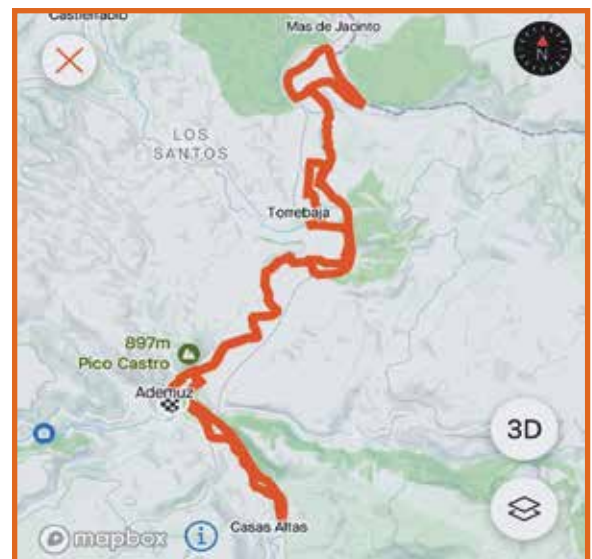 Castielfabib
Mas de Jacinto
N
LOS
SANTOS
Torrebaja
897m
Pico Castro
Ademuz
3D
mapbox
i
Casas Altas